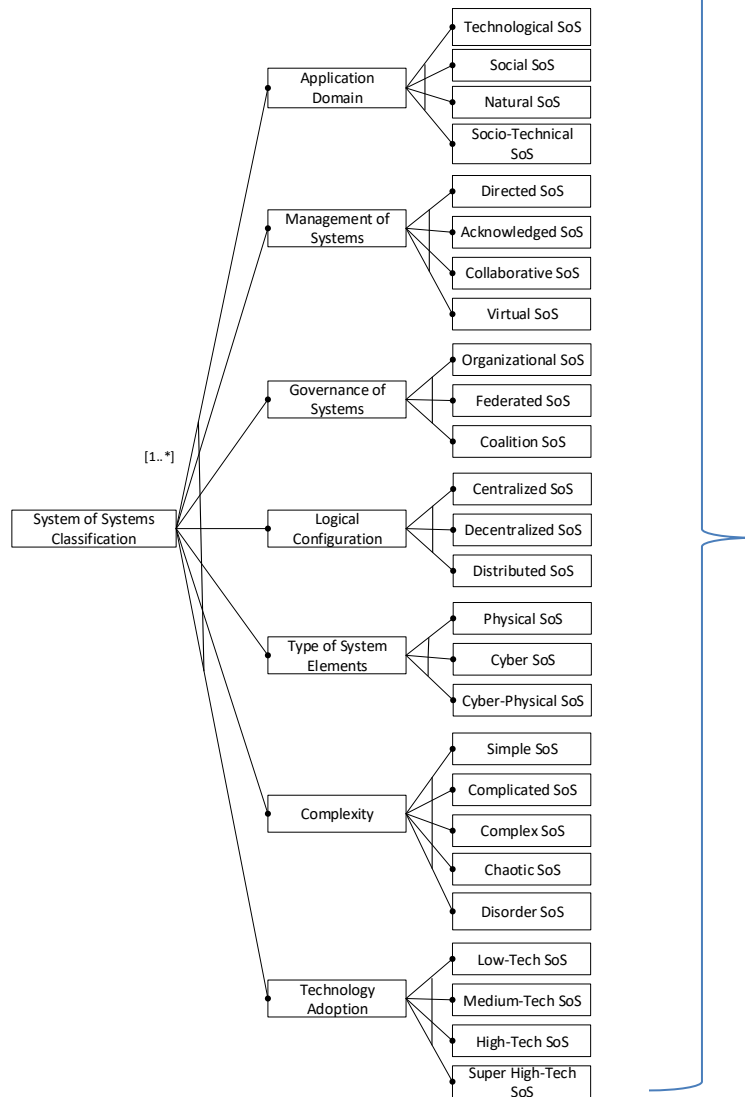 Technological SoS
Social SoS
Application
Domain
Natural SoS
Socio-Technical
SoS
Directed SoS
Management of
Systems
Acknowledged SoS
Collaborative SoS
Virtual SoS
Organizational SoS
Governance of
Systems
Federated SoS
Coalition SoS
[1..*]
Centralized SoS
System of Systems
Classification
Logical
Configuration
Decentralized SoS
Distributed SoS
Physical SoS
Type of System
Elements
Cyber SoS
Cyber-Physical SoS
Simple SoS
Complicated SoS
Complexity
Complex SoS
Chaotic SoS
Disorder SoS
Low-Tech SoS
Technology
Adoption
Medium-Tech SoS
High-Tech SoS
Super High-Tech
SoS